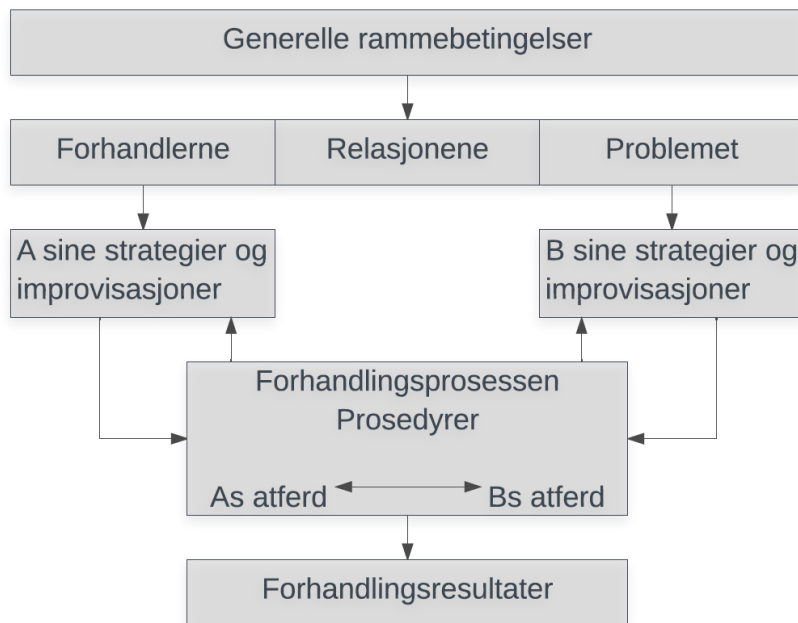 Generelle rammebetingelser
Forhandlerne
Relasjonene
Problemet
A sine strategier og
improvisasjoner
B sine strategier og
improvisasjoner
Forhandlingsprosessen
Prosedyrer
As atferd
Bs atferd
Forhandlingsresultater